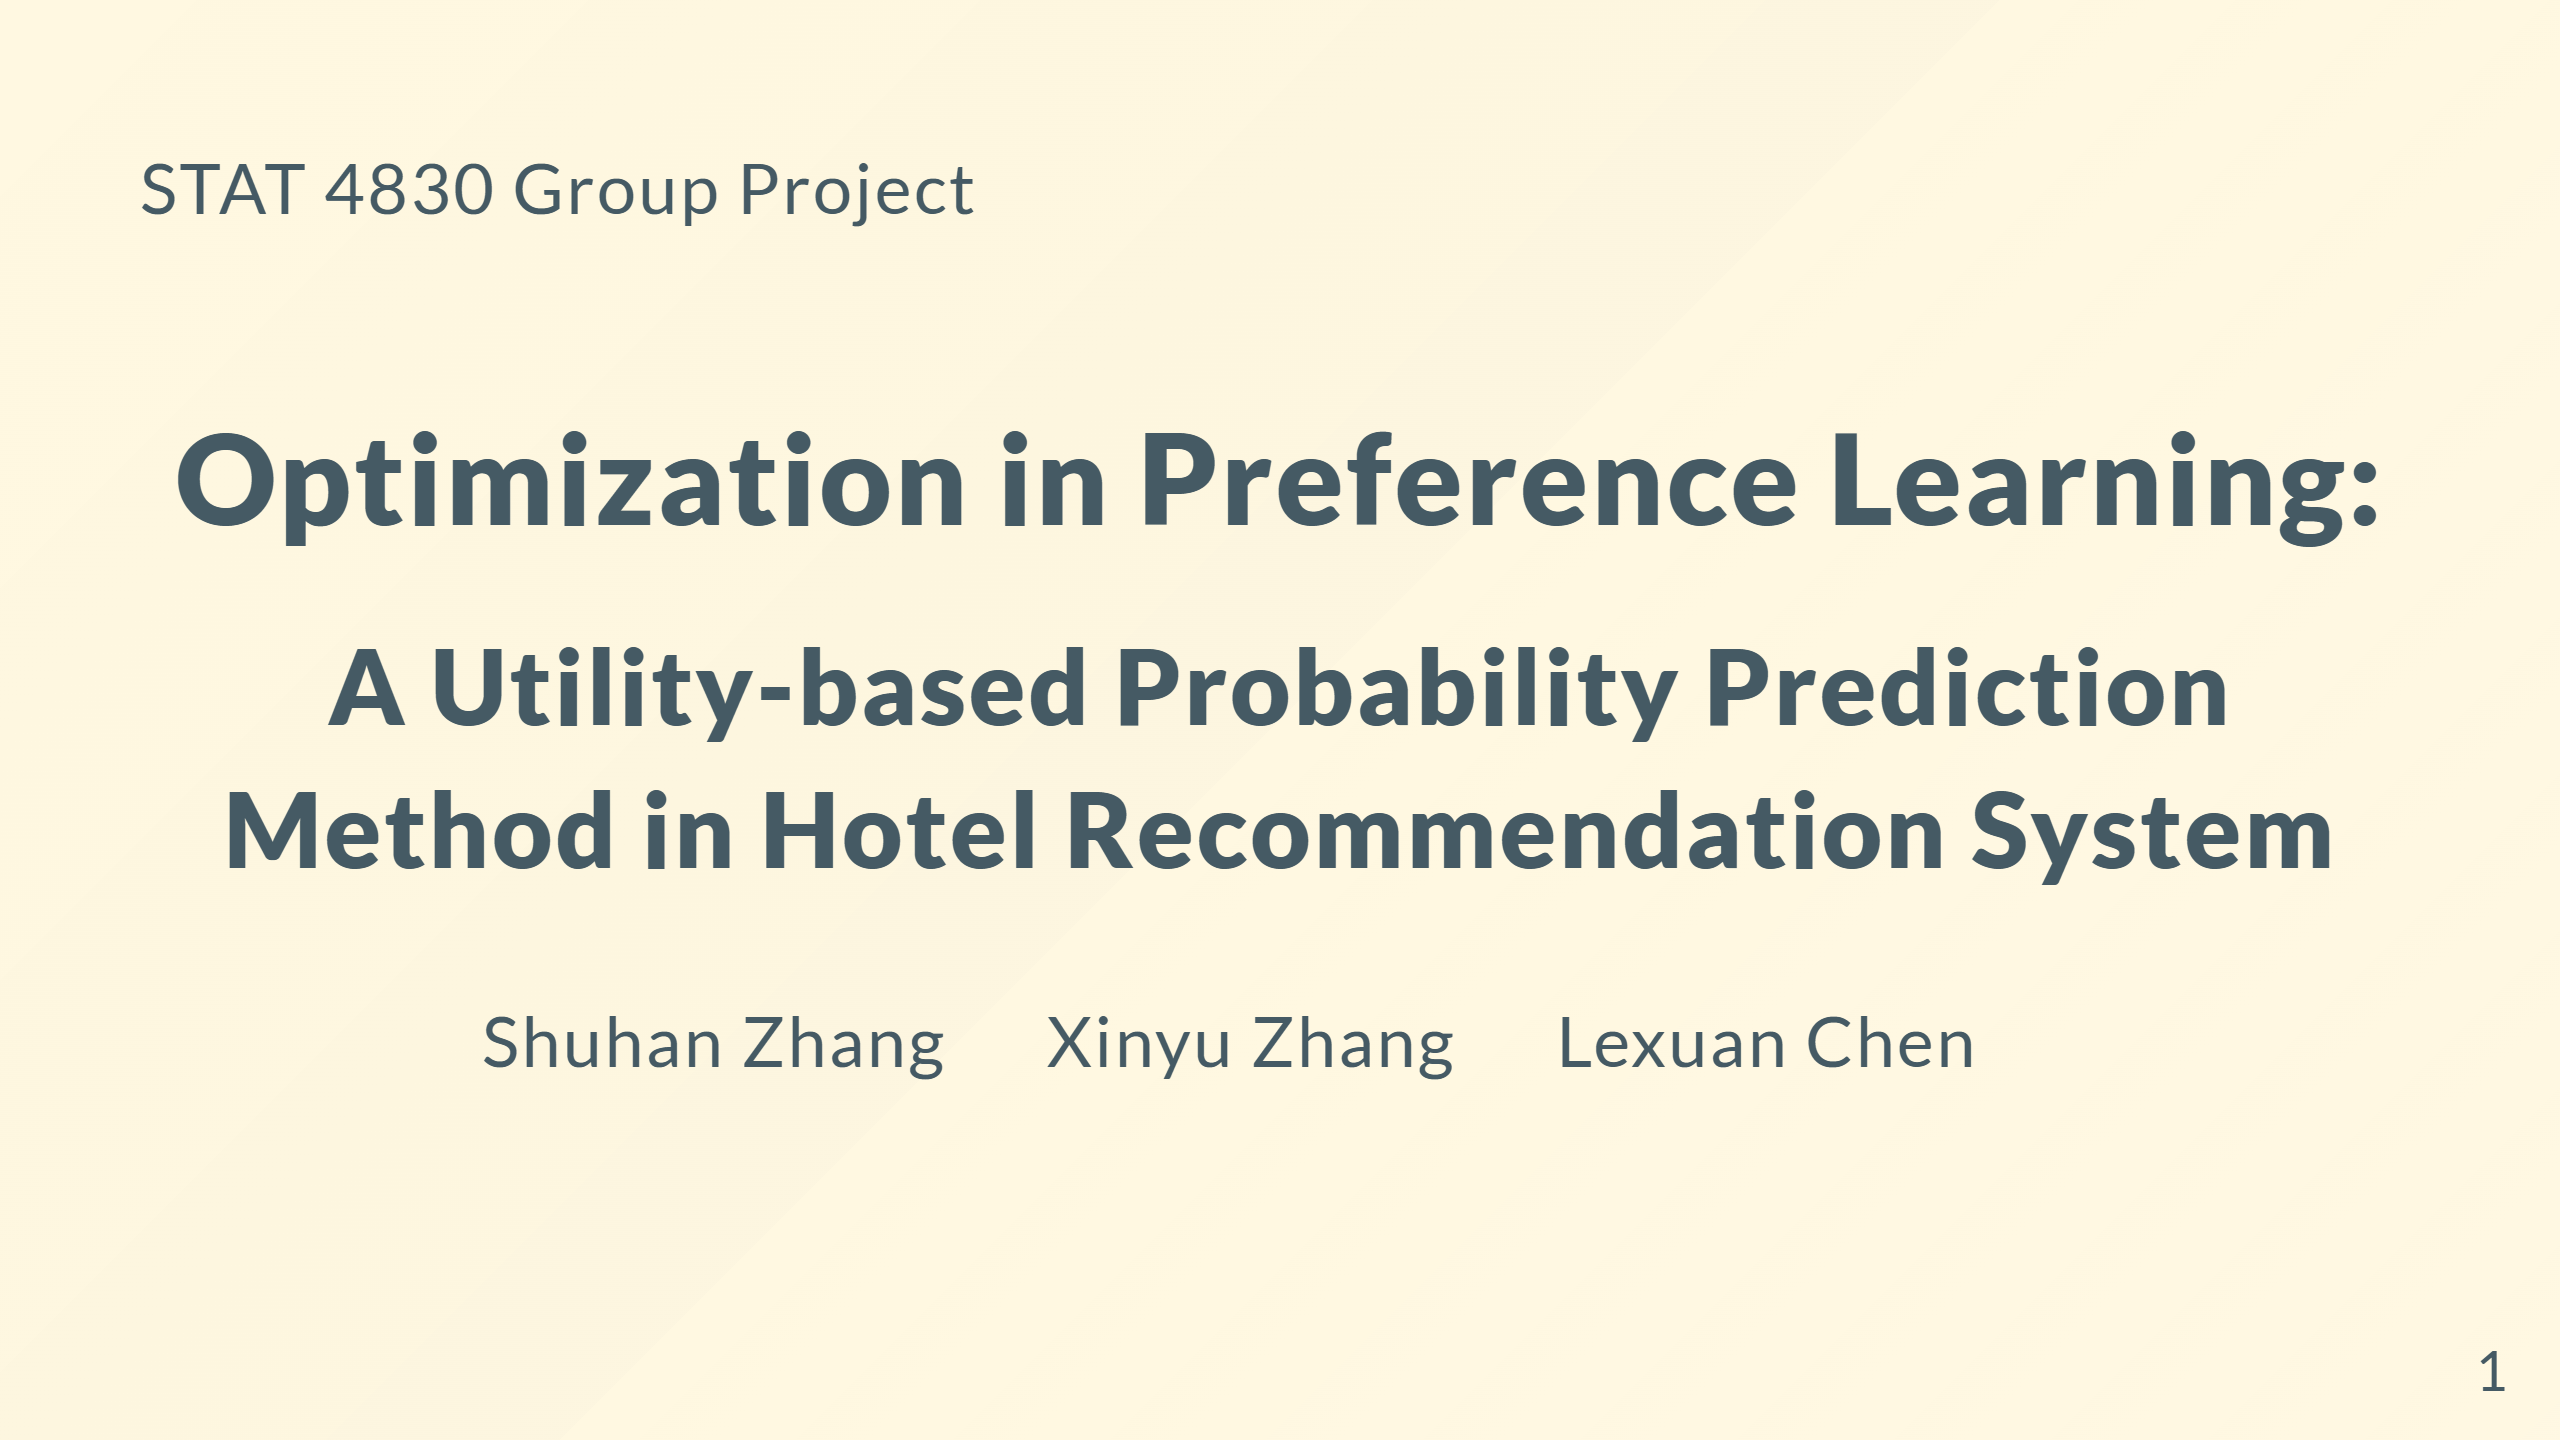 STAT 4830 Group Project
Optimization in Preference Learning:
A Utility-based Probability Prediction
Method in Hotel Recommendation System
Shuhan Zhang Xinyu Zhang Lexuan Chen
1